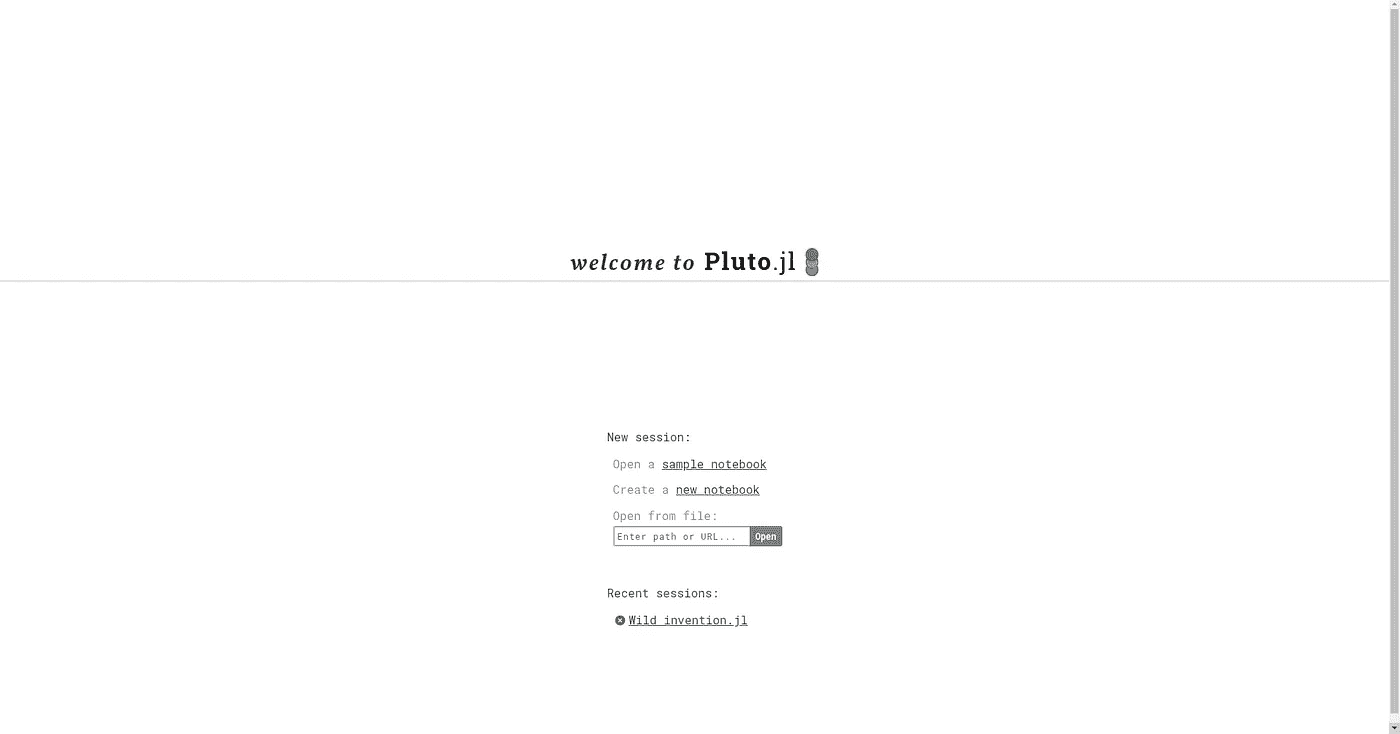 welcome to Pluto.jl
New session:
Open a sample notebook
Create a new notebook
Open from file:
Enter path or URL... Open
Recent sessions:
Wild invention.jl